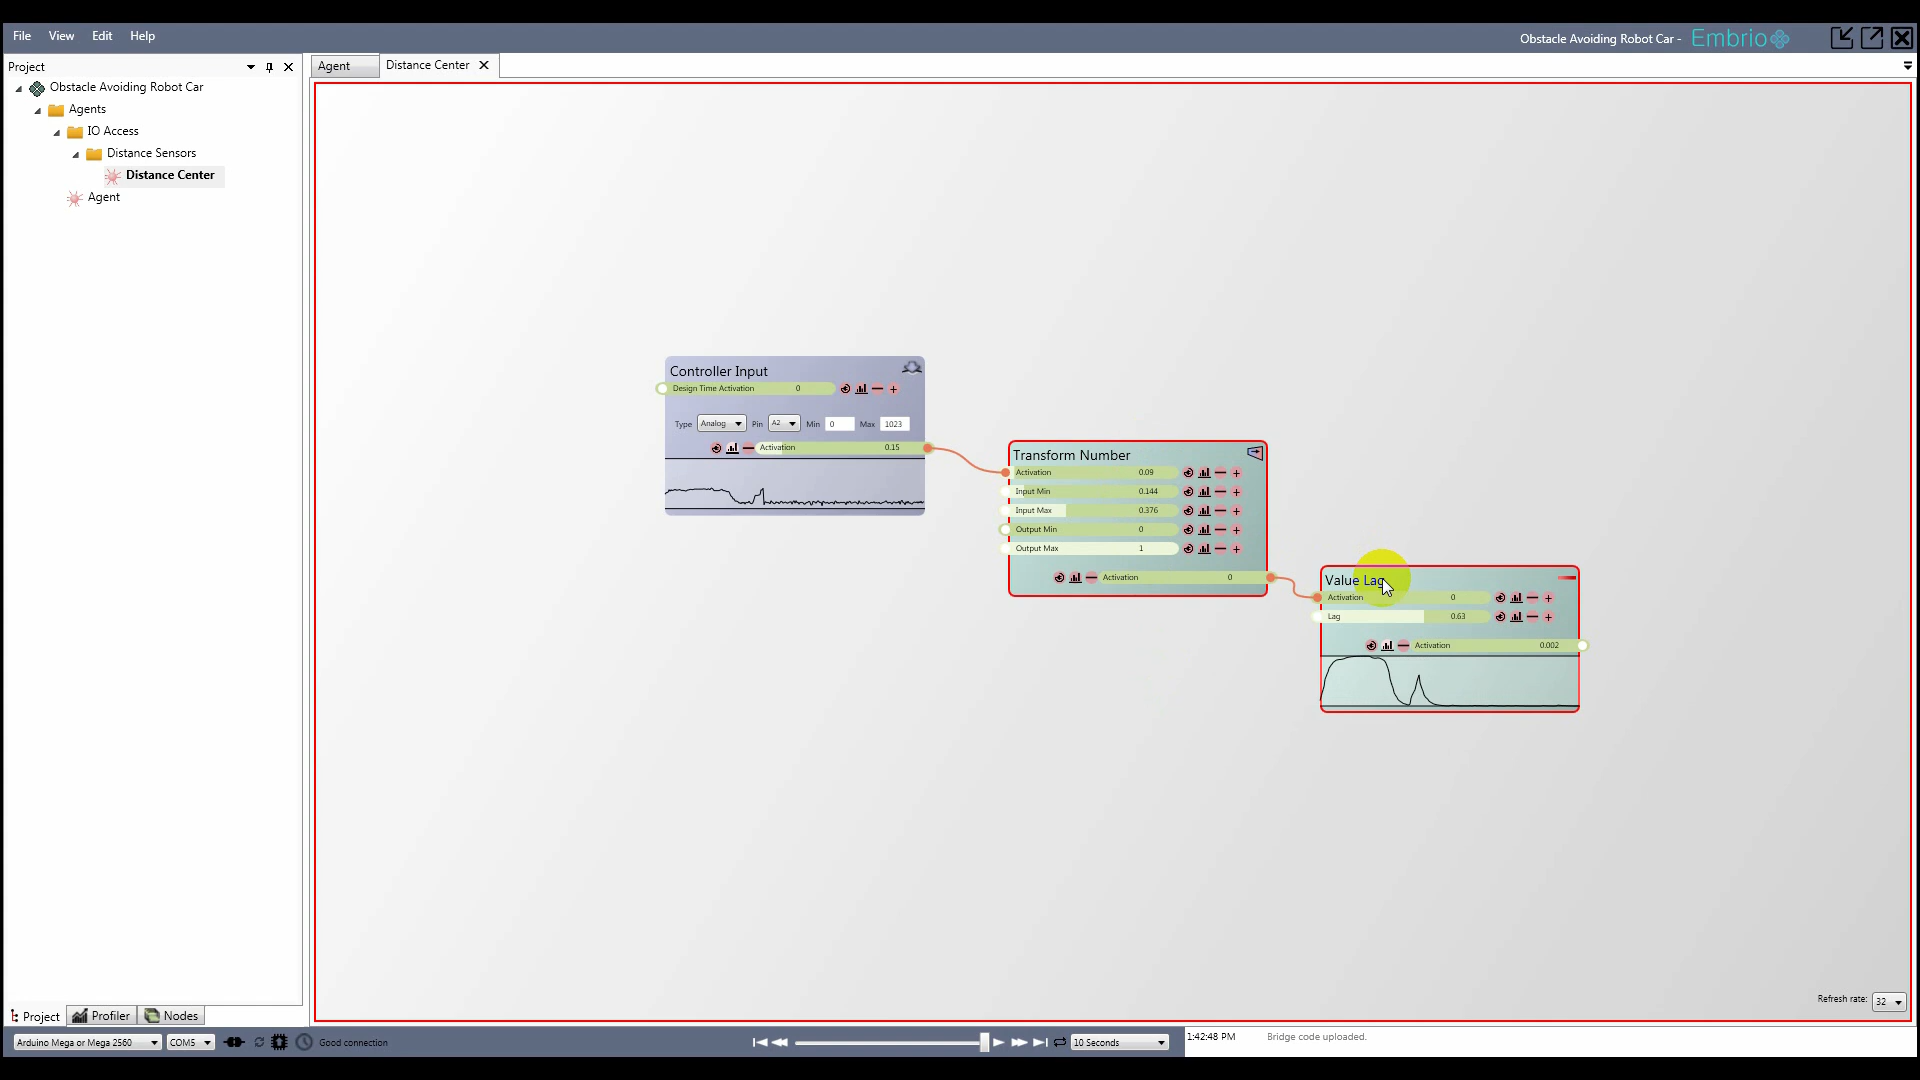 File View Edit Help
Obstacle Avoiding Robot Car - Embrio
Project
Obstacle Avoiding Robot Car
Agents
IO Access
Distance Sensors
Distance Center
Agent
Agent Distance Center
Controller Input
Design Time Activation 0
Type Analog Pin A2 Min 0 Max 1023
Activation 0.15
Transform Number
Activation 0.09
Input Min 0.144
Input Max 0.376
Output Min 0
Output Max 1
Activation 0
Value Lag
Activation 0
Lag 0.63
Activation 0.002
Refresh rate: 32
Project Profiler Nodes
Arduino Mega or Mega 2560 COM5 Good connection
10 Seconds
1:42:48 PM Bridge code uploaded.